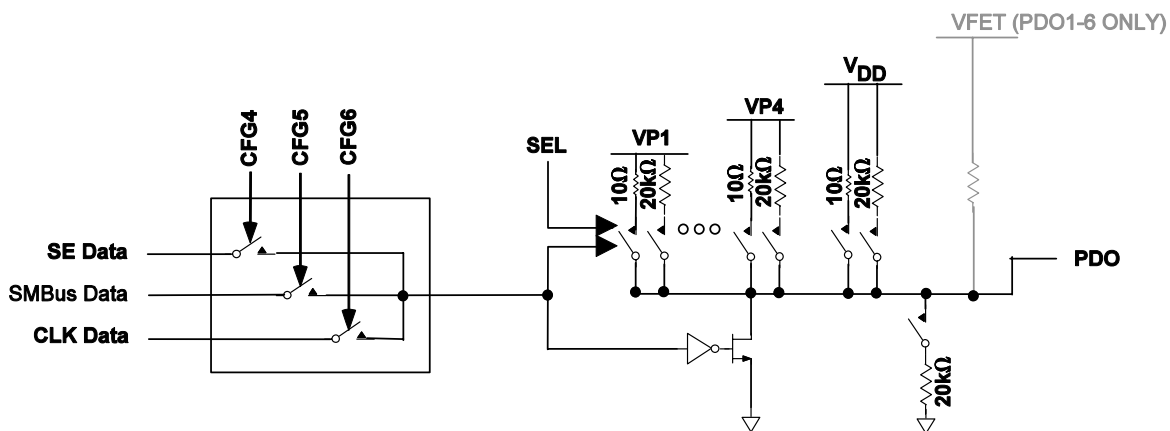 VFET (PDO1-6 ONLY)
VDD
VP4
VP1
CFG4
CFG5
CFG6
SEL
10Ω
20kΩ
10Ω
20kΩ
10Ω
20kΩ
SE Data
SMBus Data
CLK Data
PDO
20kΩ